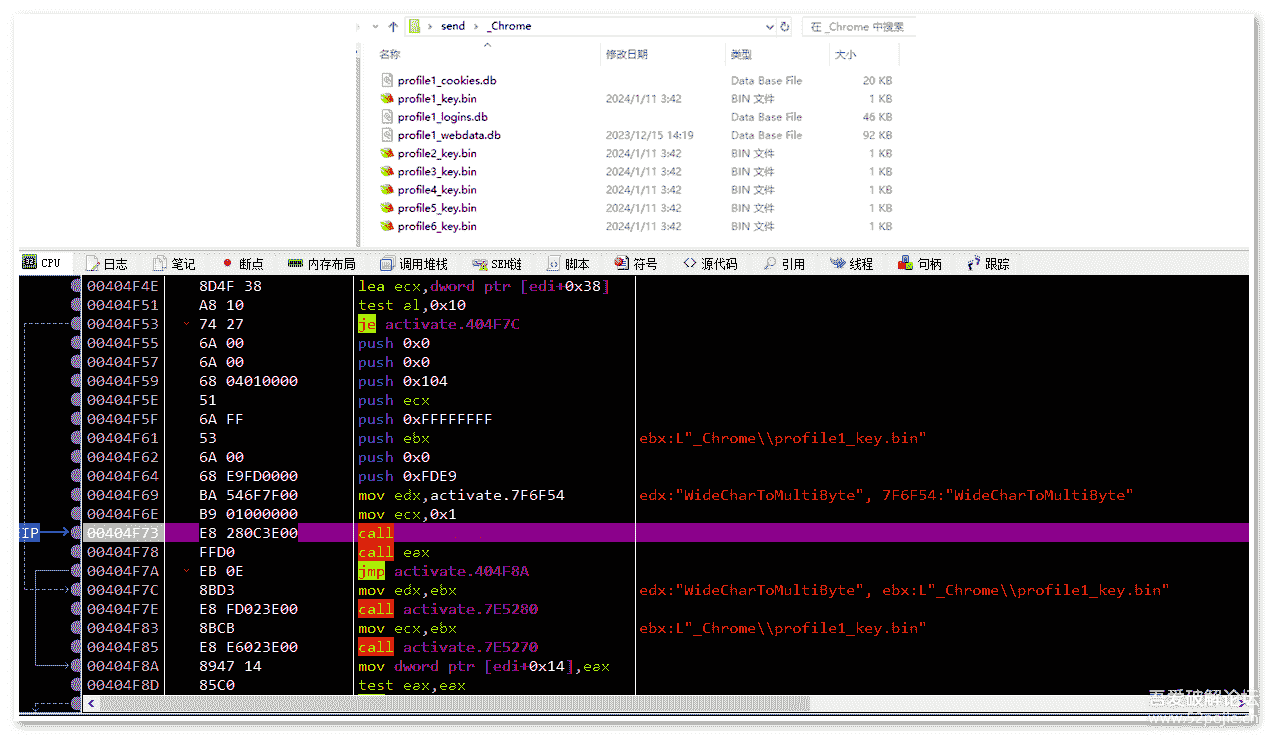 send › _Chrome
在 _Chrome 中搜索
名称 修改日期 类型 大小
profile1_cookies.db Data Base File 20 KB
profile1_key.bin 2024/1/11 3:42 BIN 文件 1 KB
profile1_logins.db Data Base File 46 KB
profile1_webdata.db 2023/12/15 14:19 Data Base File 92 KB
profile2_key.bin 2024/1/11 3:42 BIN 文件 1 KB
profile3_key.bin 2024/1/11 3:42 BIN 文件 1 KB
profile4_key.bin 2024/1/11 3:42 BIN 文件 1 KB
profile5_key.bin 2024/1/11 3:42 BIN 文件 1 KB
profile6_key.bin 2024/1/11 3:42 BIN 文件 1 KB
CPU 日志 笔记 断点 内存布局 调用堆栈 SEH链 脚本 符号 <> 源代码 引用 线程 句柄 跟踪
00404F4E 8D4F 38 lea ecx,dword ptr [edi+0x38]
00404F51 A8 10 test al,0x10
00404F53 74 27 je activate.404F7C
00404F55 6A 00 push 0x0
00404F57 6A 00 push 0x0
00404F59 68 04010000 push 0x104
00404F5E 51 push ecx
00404F5F 6A FF push 0xFFFFFFFF
00404F61 53 push ebx ebx:L"_Chrome\\profile1_key.bin"
00404F62 6A 00 push 0x0
00404F64 68 E9FD0000 push 0xFDE9
00404F69 BA 546F7F00 mov edx,activate.7F6F54 edx:"WideCharToMultiByte", 7F6F54:"WideCharToMultiByte"
00404F6E B9 01000000 mov ecx,0x1
IP 00404F73 E8 280C3E00 call
00404F78 FFD0 call eax
00404F7A EB 0E jmp activate.404F8A
00404F7C 8BD3 mov edx,ebx edx:"WideCharToMultiByte", ebx:L"_Chrome\\profile1_key.bin"
00404F7E E8 FD023E00 call activate.7E5280
00404F83 8BCB mov ecx,ebx ebx:L"_Chrome\\profile1_key.bin"
00404F85 E8 E6023E00 call activate.7E5270
00404F8A 8947 14 mov dword ptr [edi+0x14],eax
00404F8D 85C0 test eax,eax
吾爱破解论坛
www.52pojie.cn